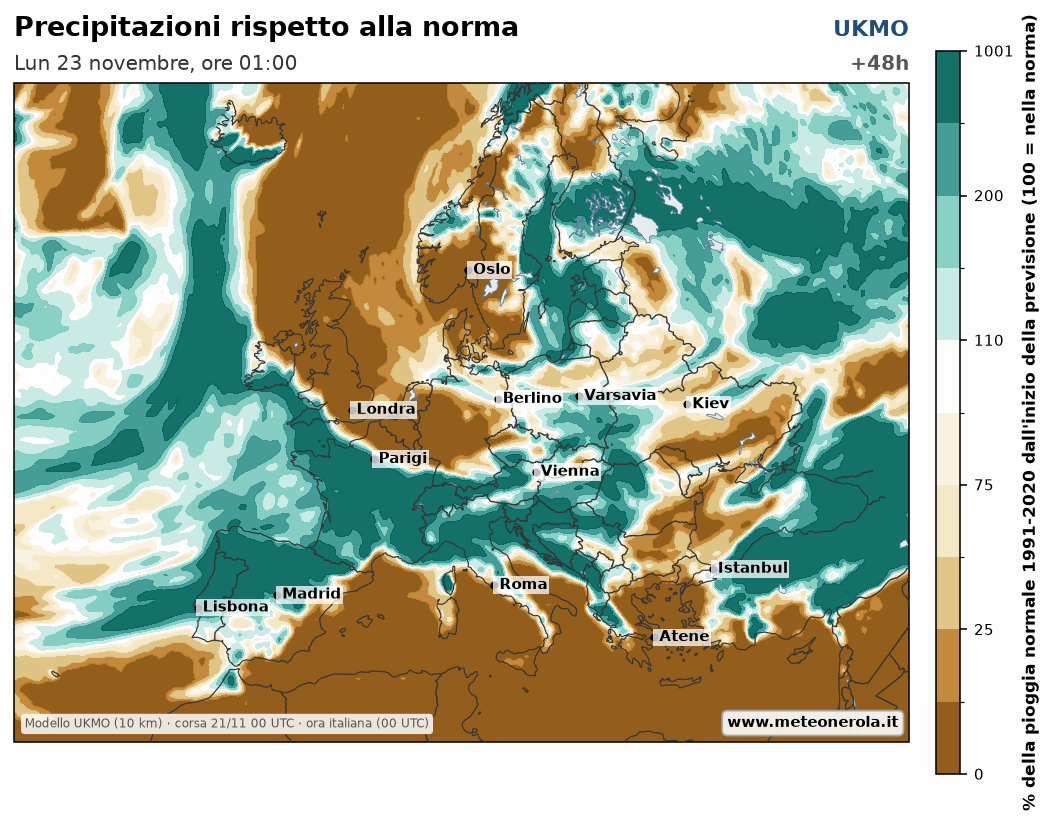 Precipitazioni rispetto alla norma
UKMO
Lun 23 novembre, ore 01:00
+48h
Oslo
Londra
Berlino
Varsavia
Kiev
Parigi
Vienna
Istanbul
Roma
Madrid
Lisbona
Atene
Modello UKMO (10 km) · corsa 21/11 00 UTC · ora italiana (00 UTC)
www.meteonerola.it
1001
200
110
75
25
0
% della pioggia normale 1991-2020 dall'inizio della previsione (100 = nella norma)